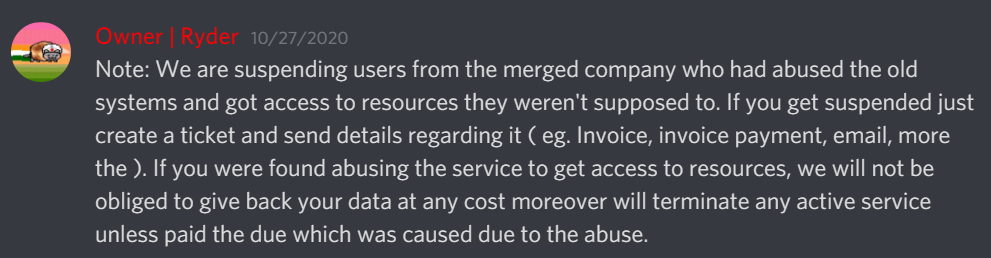 Owner | Ryder 10/27/2020
Note: We are suspending users from the merged company who had abused the old
systems and got access to resources they weren't supposed to. If you get suspended just
create a ticket and send details regarding it ( eg. Invoice, invoice payment, email, more
the ). If you were found abusing the service to get access to resources, we will not be
obliged to give back your data at any cost moreover will terminate any active service
unless paid the due which was caused due to the abuse.